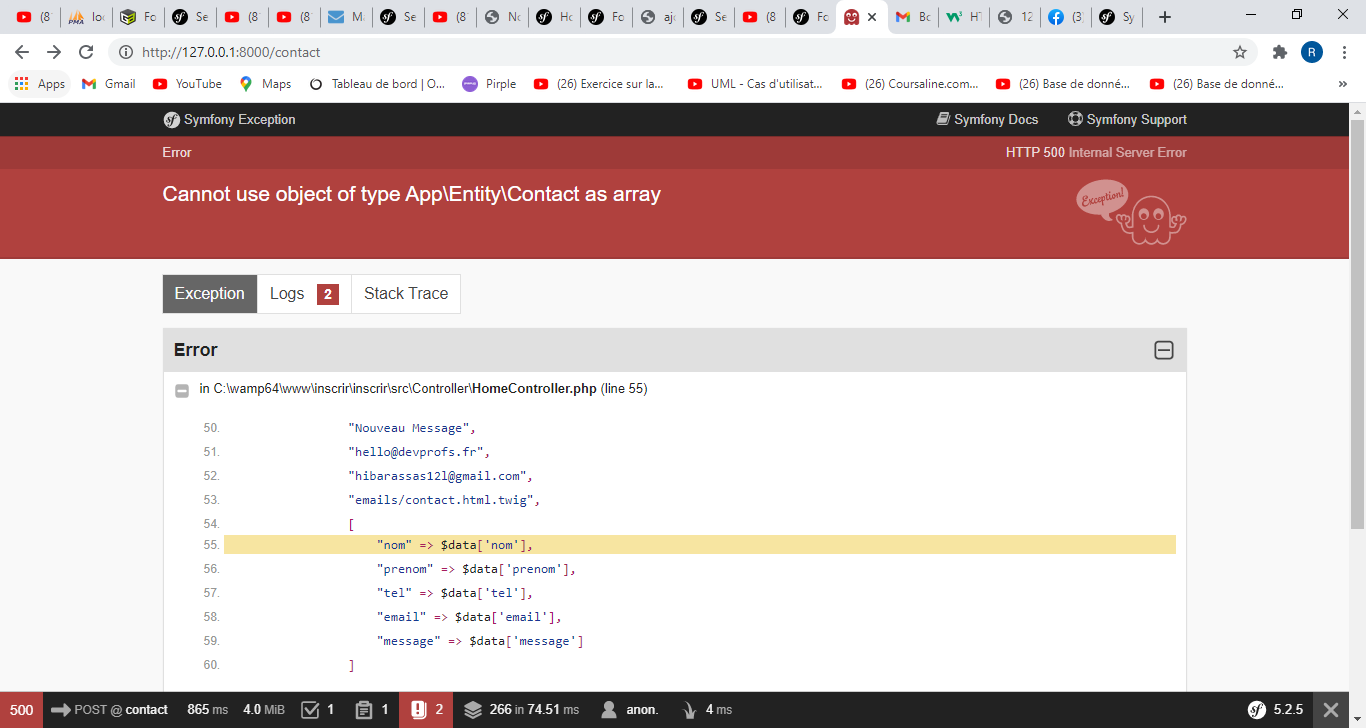 (8
loc
Fo
Se
(8
(8
M
Se
(8
No
Ho
Fo
ajo
Se
(8
Fo
Bo
HT
12
(3)
Sy
http://127.0.0.1:8000/contact
R
Apps
Gmail
YouTube
Maps
Tableau de bord | O...
Pirple
(26) Exercice sur la...
UML - Cas d'utilisat...
(26) Coursaline.com...
(26) Base de donné...
(26) Base de donné...
Symfony Exception
Symfony Docs
Symfony Support
Error
HTTP 500 Internal Server Error
Cannot use object of type App\Entity\Contact as array
Exception!
Exception
Logs 2
Stack Trace
Error
in C:\wamp64\www\inscrir\inscrir\src\Controller\HomeController.php (line 55)
50. "Nouveau Message",
51. "hello@devprofs.fr",
52. "hibarassas12l@gmail.com",
53. "emails/contact.html.twig",
54. [
55. "nom" => $data['nom'],
56. "prenom" => $data['prenom'],
57. "tel" => $data['tel'],
58. "email" => $data['email'],
59. "message" => $data['message']
60. ]
500 POST @ contact 865 ms 4.0 MiB 1 1 2 266 in 74.51 ms anon. 4 ms 5.2.5